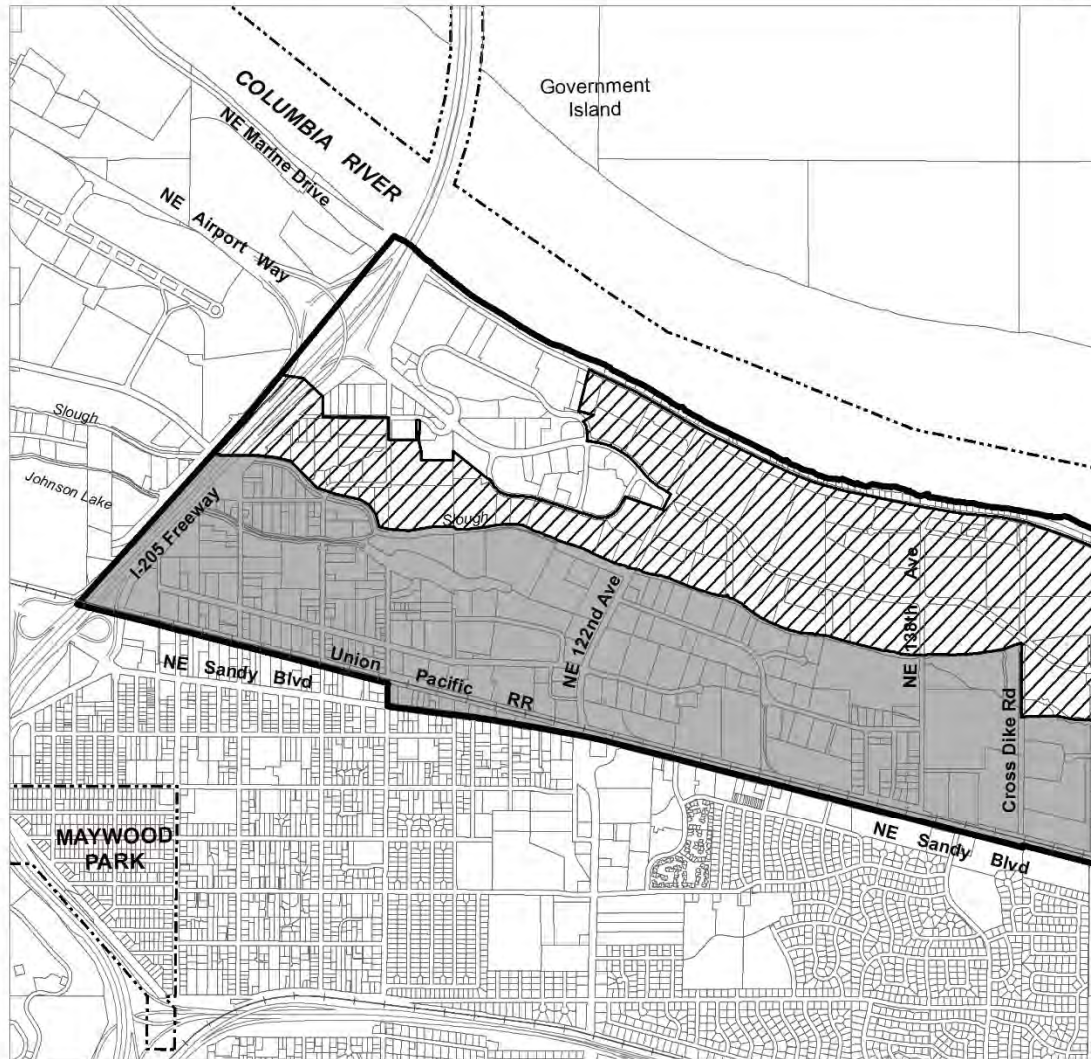 Government
Island
COLUMBIA RIVER
NE Marine Drive
NE Airport Way
Slough
Johnson Lake
I-205 Freeway
Slough
NE 122nd Ave
NE 138th Ave
Cross Dike Rd
NE Sandy Blvd
Union Pacific RR
NE Sandy Blvd
MAYWOOD
PARK